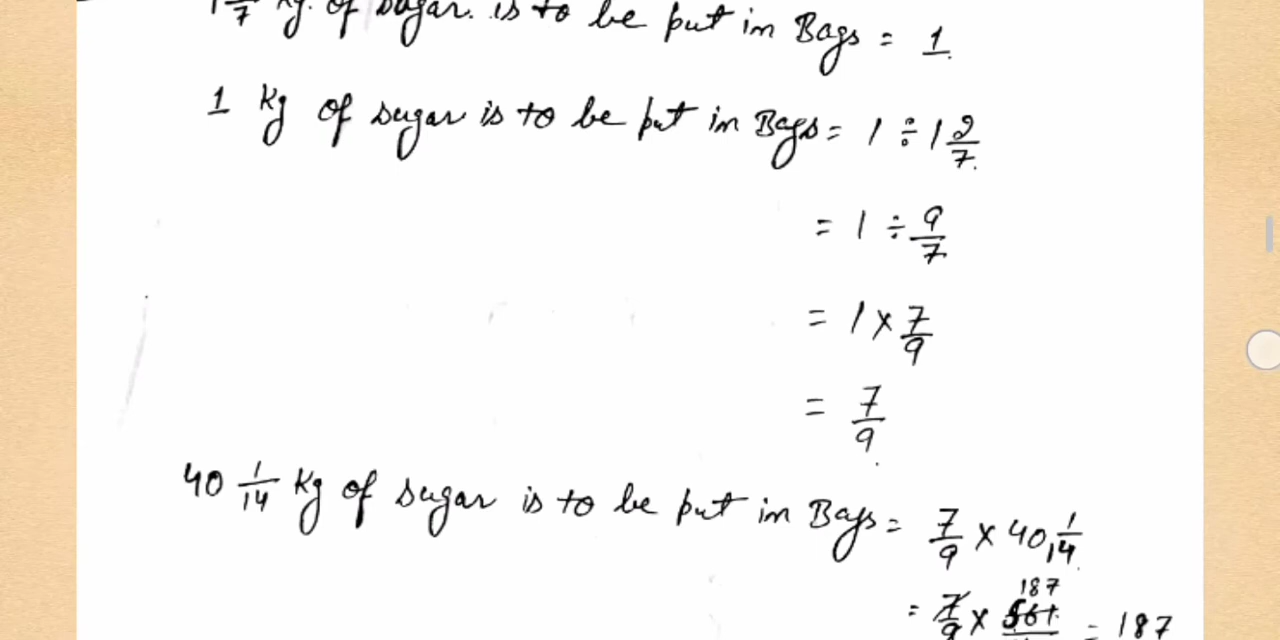 7 kg. of sugar. is to be put in Bags = 1.
1 kg of sugar is to be put in Bags = 1 ÷ 1 2/7.
= 1 ÷ 9/7
= 1 × 7/9
= 7/9.
40 1/14 kg of sugar is to be put in Bags = 7/9 × 40 1/14
187
= 7/9 × 561 = 187